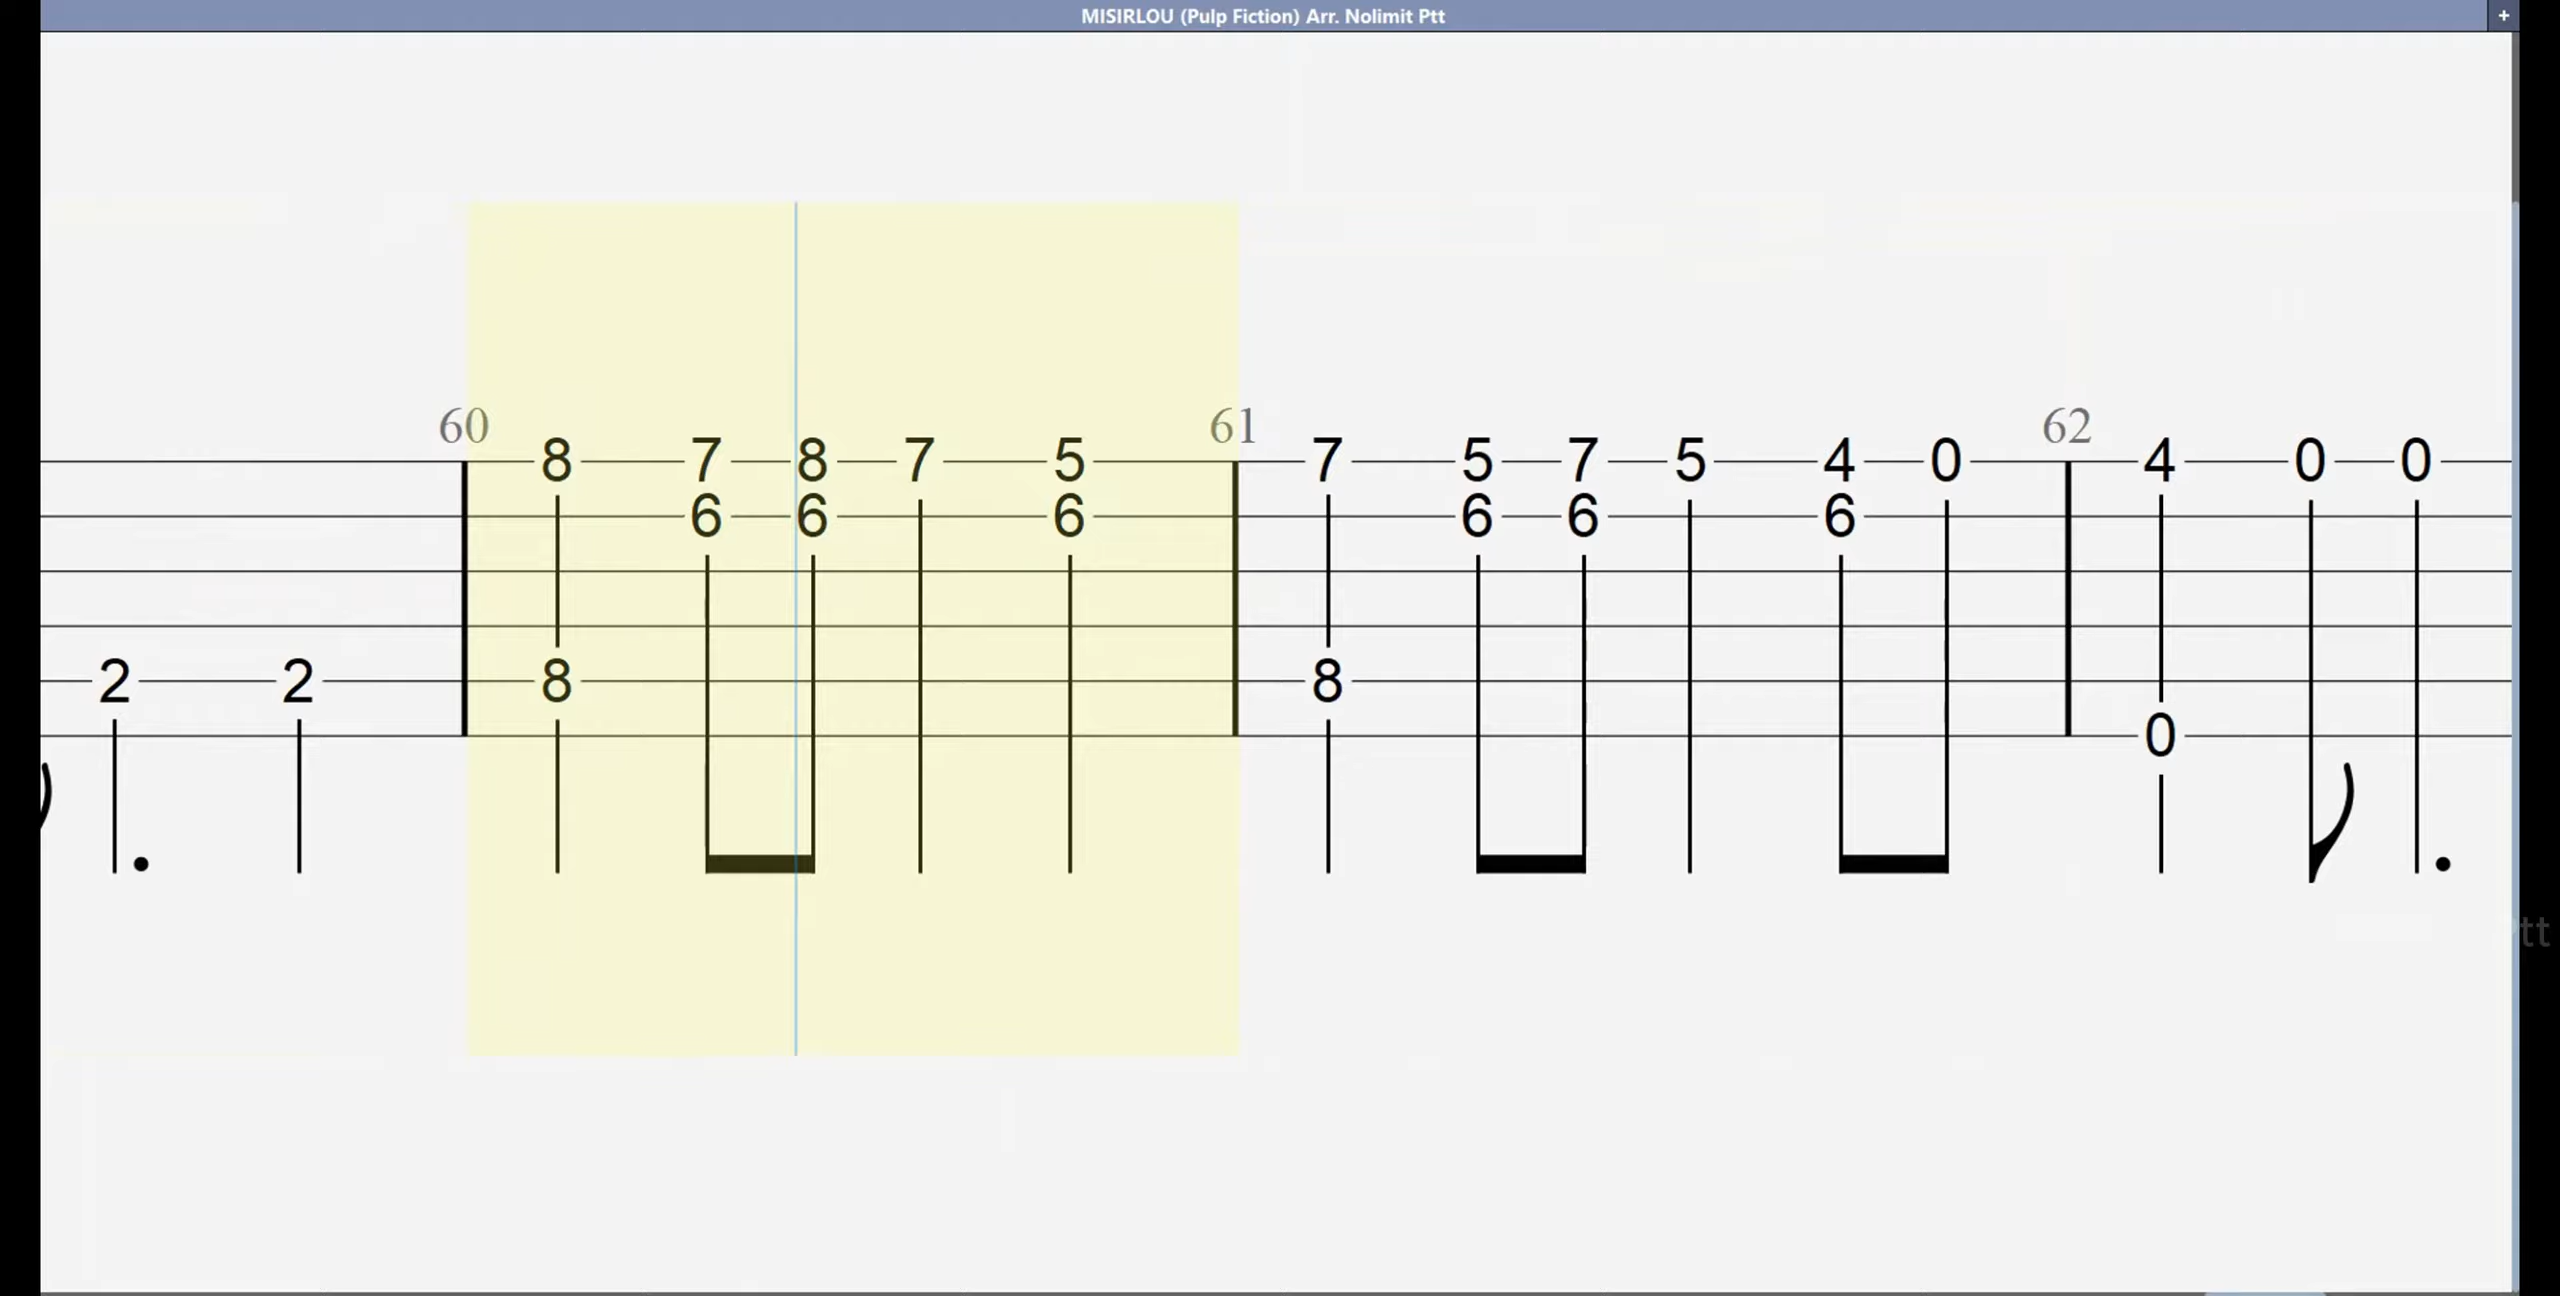 MISIRLOU (Pulp Fiction) Arr. Nolimit Ptt +
60 61 62
8 7 8 7 5 7 5 7 5 4 0 4 0 0
6 6 6 6 6 6
2 2 8 8
0
tt